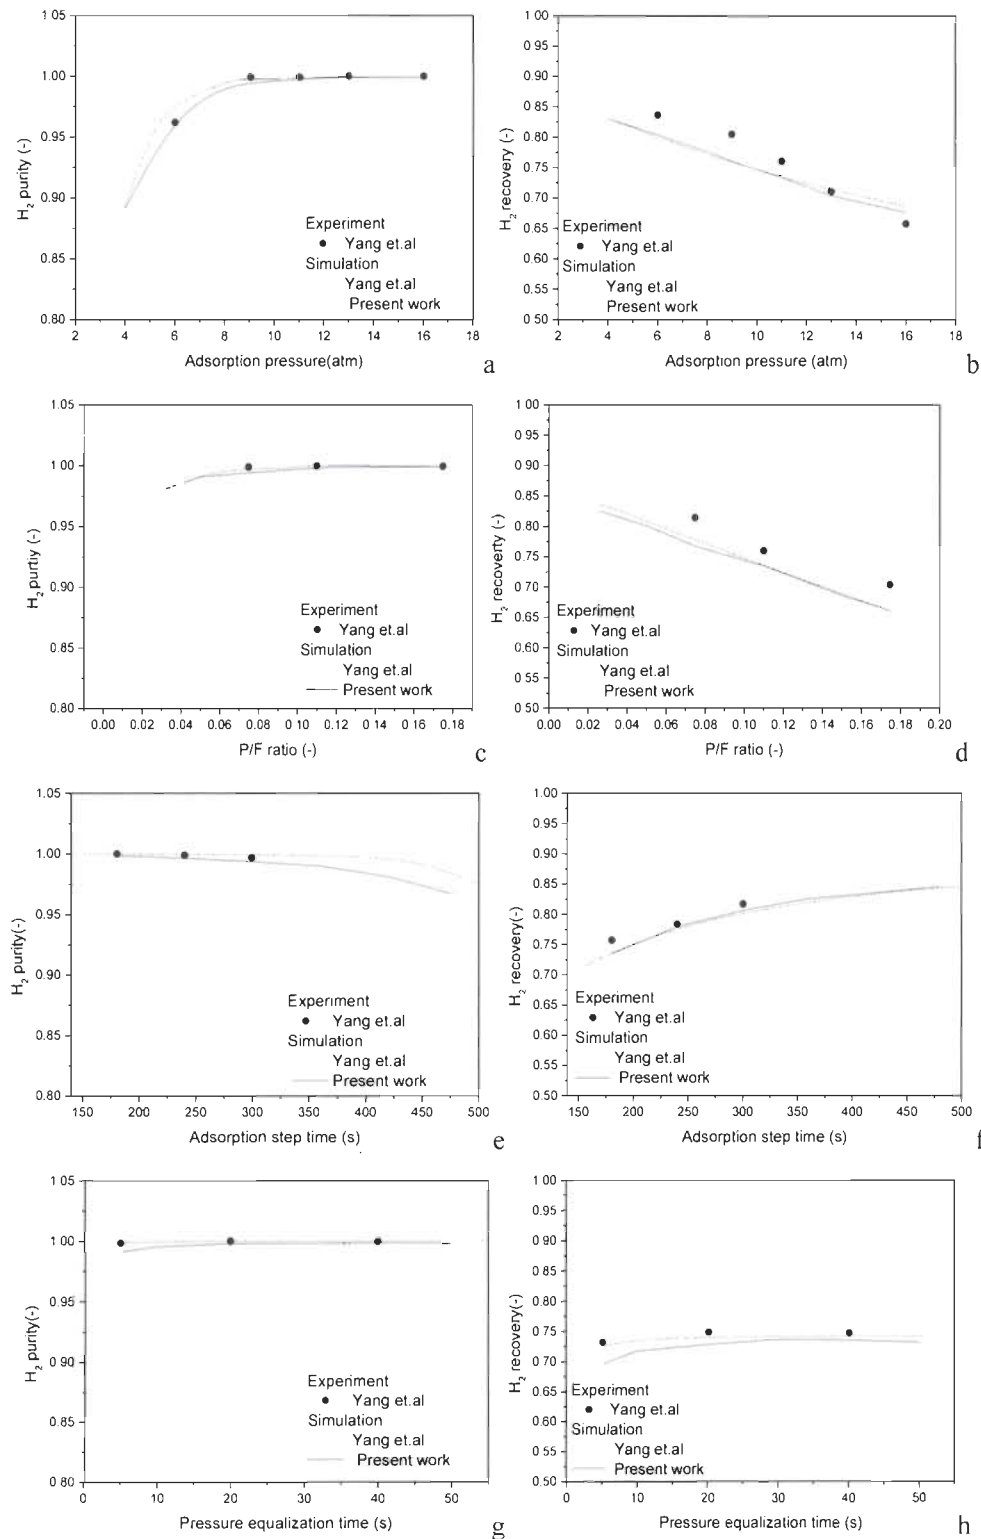 1.05
1.00
0.95
0.90
0.85
0.80
H2 purity (-)
Experiment
Yang et.al
Simulation
Yang et.al
Present work
2 4 6 8 10 12 14 16 18
Adsorption pressure(atm)
a
1.00
0.95
0.90
0.85
0.80
0.75
0.70
0.65
0.60
0.55
0.50
H2 recovery (-)
Experiment
Yang et.al
Simulation
Yang et.al
Present work
2 4 6 8 10 12 14 16 18
Adsorption pressure (atm)
b
1.05
1.00
0.95
0.90
0.85
0.80
H2 purtiy (-)
Experiment
Yang et.al
Simulation
Yang et.al
Present work
0.00 0.02 0.04 0.06 0.08 0.10 0.12 0.14 0.16 0.18
P/F ratio (-)
c
1.00
0.95
0.90
0.85
0.80
0.75
0.70
0.65
0.60
0.55
0.50
H2 recoverty (-)
Experiment
Yang et.al
Simulation
Yang et.al
Present work
0.00 0.02 0.04 0.06 0.08 0.10 0.12 0.14 0.16 0.18 0.20
P/F ratio (-)
d
1.05
1.00
0.95
0.90
0.85
0.80
H2 purity(-)
Experiment
Yang et.al
Simulation
Yang et.al
Present work
150 200 250 300 350 400 450 500
Adsorption step time (s)
e
1.00
0.95
0.90
0.85
0.80
0.75
0.70
0.65
0.60
0.55
0.50
H2 recovery(-)
Experiment
Yang et.al
Simulation
Yang et.al
Present work
150 200 250 300 350 400 450 500
Adsorption step time (s)
f
1.05
1.00
0.95
0.90
0.85
0.80
H2 purity(-)
Experiment
Yang et.al
Simulation
Yang et.al
Present work
0 10 20 30 40 50
Pressure equalization time (s)
g
1.00
0.95
0.90
0.85
0.80
0.75
0.70
0.65
0.60
0.55
0.50
H2 recovery(-)
Experiment
Yang et.al
Simulation
Yang et.al
Present work
0 10 20 30 40 50
Pressure equalization time (s)
h